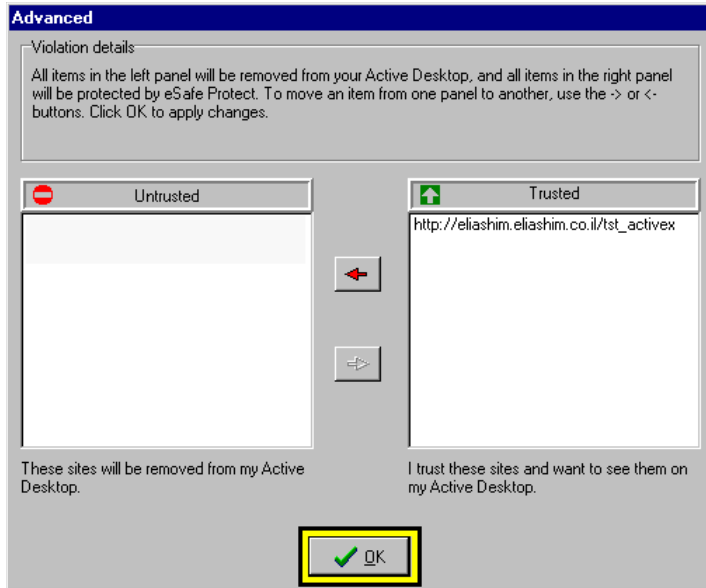 Advanced
Violation details
All items in the left panel will be removed from your Active Desktop, and all items in the right panel
will be protected by eSafe Protect. To move an item from one panel to another, use the -> or <-
buttons. Click OK to apply changes.
Untrusted
Trusted
http://eliashim.eliashim.co.il/tst_activex
These sites will be removed from my Active
Desktop.
I trust these sites and want to see them on
my Active Desktop.
OK